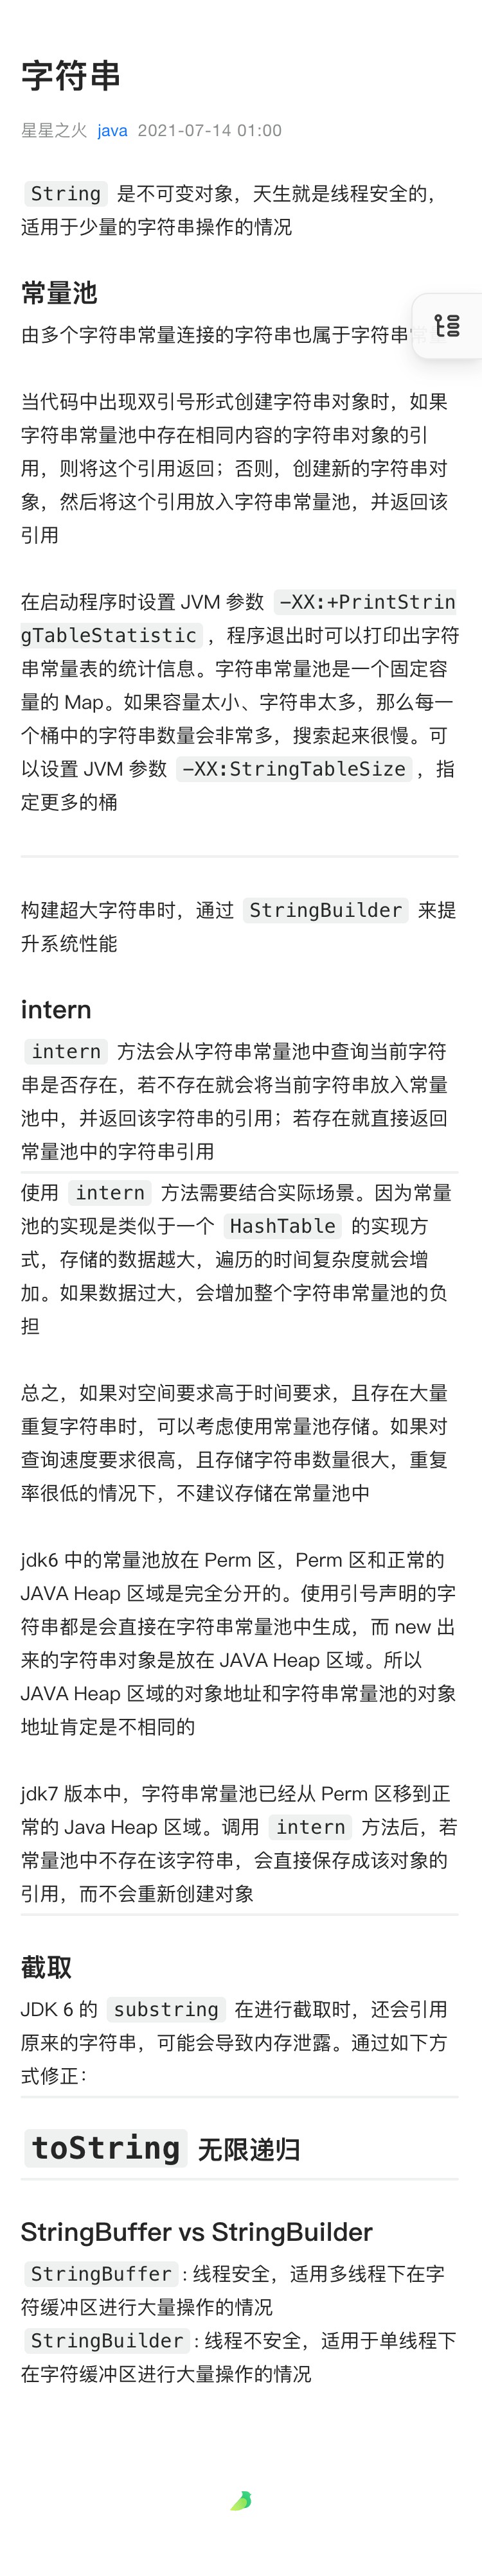 字符串
星星之火 java 2021-07-14 01:00
String 是不可变对象，天生就是线程安全的，
适用于少量的字符串操作的情况
常量池
由多个字符串常量连接的字符串也属于字符串
当代码中出现双引号形式创建字符串对象时，如果
字符串常量池中存在相同内容的字符串对象的引
用，则将这个引用返回；否则，创建新的字符串对
象，然后将这个引用放入字符串常量池，并返回该
引用
在启动程序时设置 JVM 参数 -XX:+PrintStrin
gTableStatistic，程序退出时可以打印出字符
串常量表的统计信息。字符串常量池是一个固定容
量的 Map。如果容量太小、字符串太多，那么每一
个桶中的字符串数量会非常多，搜索起来很慢。可
以设置 JVM 参数 -XX:StringTableSize，指
定更多的桶
构建超大字符串时，通过 StringBuilder 来提
升系统性能
intern
intern 方法会从字符串常量池中查询当前字符
串是否存在，若不存在就会将当前字符串放入常量
池中，并返回该字符串的引用；若存在就直接返回
常量池中的字符串引用
使用 intern 方法需要结合实际场景。因为常量
池的实现是类似于一个 HashTable 的实现方
式，存储的数据越大，遍历的时间复杂度就会增
加。如果数据过大，会增加整个字符串常量池的负
担
总之，如果对空间要求高于时间要求，且存在大量
重复字符串时，可以考虑使用常量池存储。如果对
查询速度要求很高，且存储字符串数量很大，重复
率很低的情况下，不建议存储在常量池中
jdk6 中的常量池放在 Perm 区，Perm 区和正常的
JAVA Heap 区域是完全分开的。使用引号声明的字
符串都是会直接在字符串常量池中生成，而 new 出
来的字符串对象是放在 JAVA Heap 区域。所以
JAVA Heap 区域的对象地址和字符串常量池的对象
地址肯定是不相同的
jdk7 版本中，字符串常量池已经从 Perm 区移到正
常的 Java Heap 区域。调用 intern 方法后，若
常量池中不存在该字符串，会直接保存成该对象的
引用，而不会重新创建对象
截取
JDK 6 的 substring 在进行截取时，还会引用
原来的字符串，可能会导致内存泄露。通过如下方
式修正：
toString 无限递归
StringBuffer vs StringBuilder
StringBuffer：线程安全，适用多线程下在字
符缓冲区进行大量操作的情况
StringBuilder：线程不安全，适用于单线程下
在字符缓冲区进行大量操作的情况